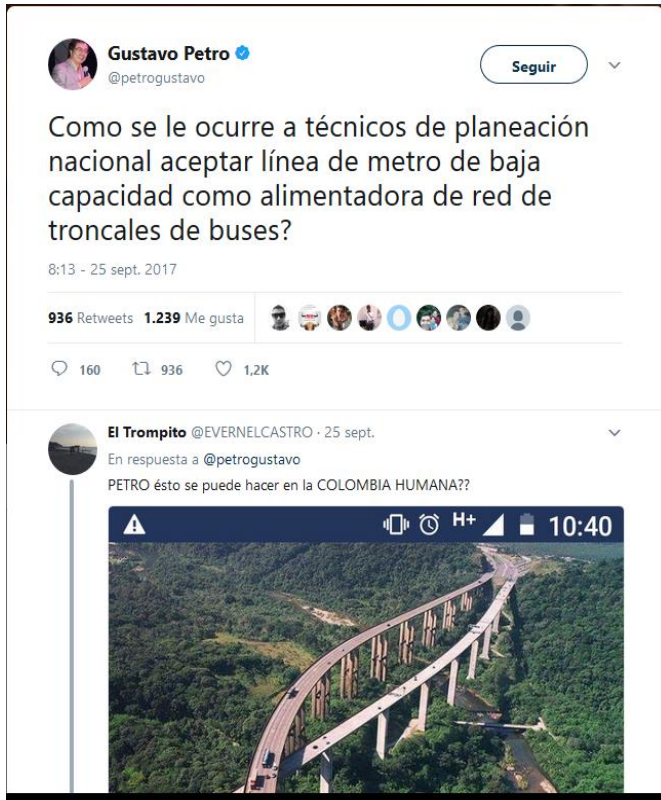 Gustavo Petro
@petrogustavo
Seguir
Como se le ocurre a técnicos de planeación
nacional aceptar línea de metro de baja
capacidad como alimentadora de red de
troncales de buses?
8:13 - 25 sept. 2017
936 Retweets 1.239 Me gusta
160 936 1,2K
El Trompito @EVERNELCASTRO · 25 sept.
En respuesta a @petrogustavo
PETRO ésto se puede hacer en la COLOMBIA HUMANA??
H+ 10:40